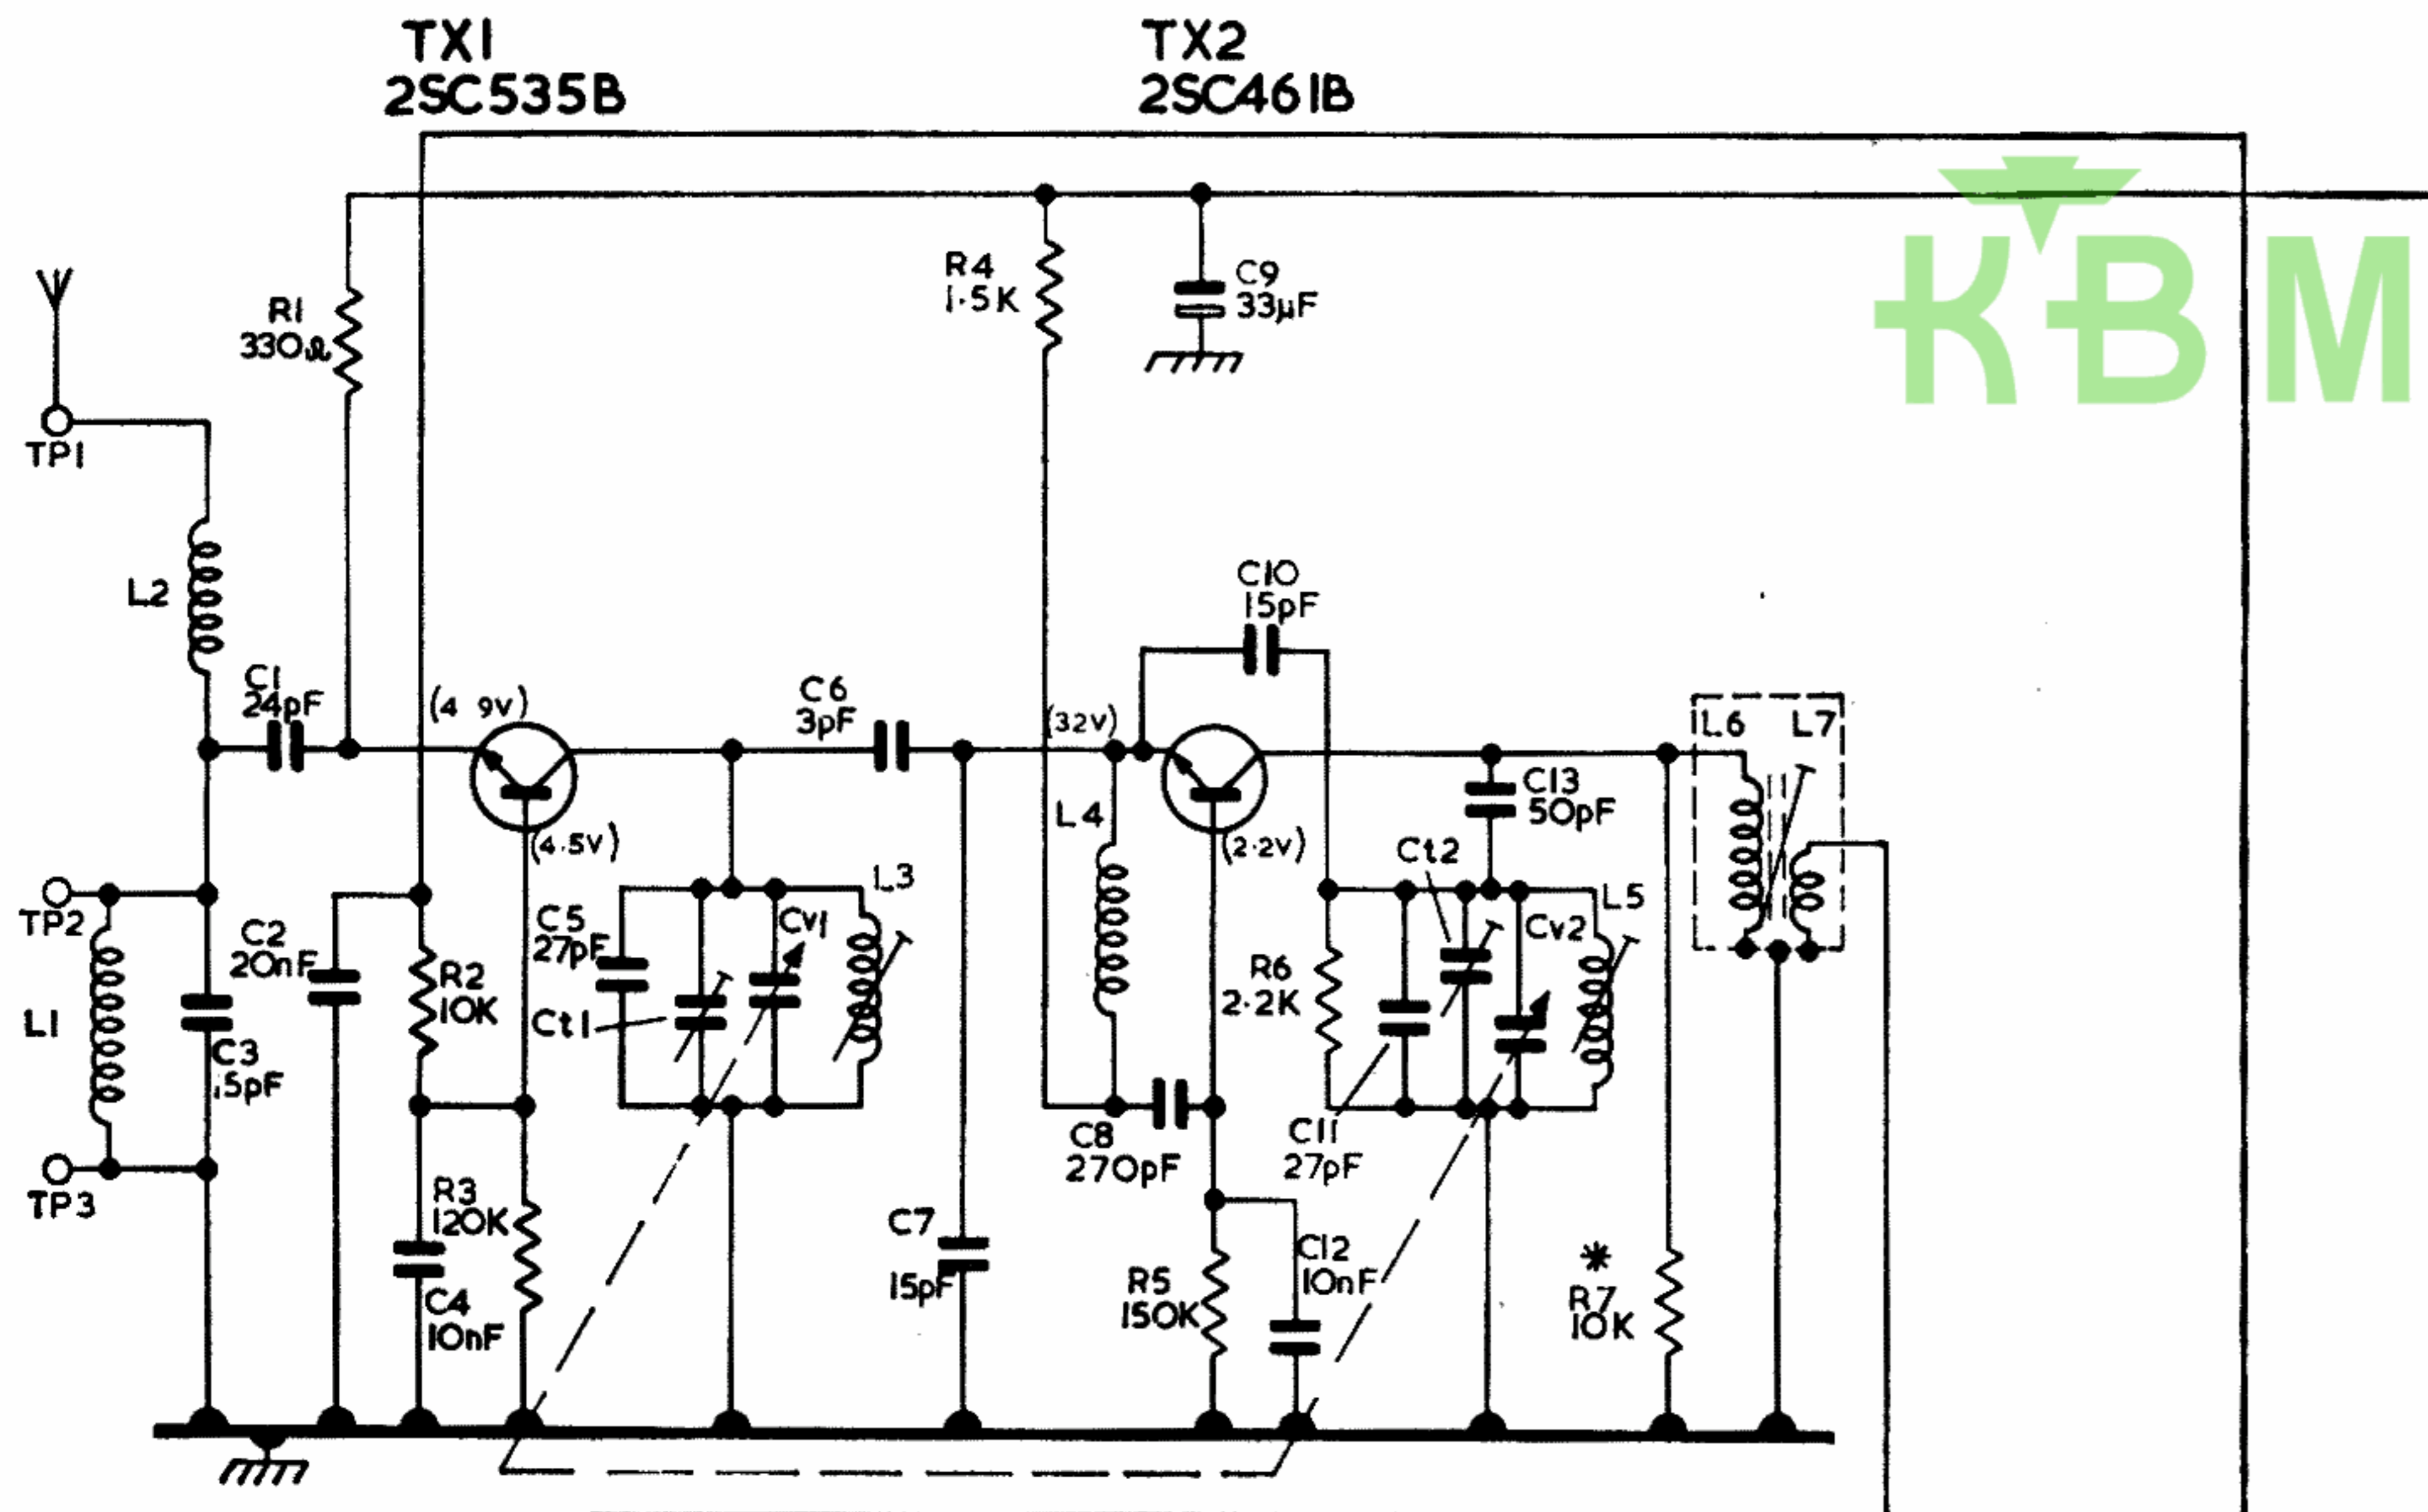 TX1
2SC535B
TX2
2SC461B
KBM
R1
330Ω
R4
1·5K
C9
33µF
TP1
L2
C1
24pF
(4 9V)
C6
3pF
(32V)
C10
15pF
L6
L7
(4·5V)
L4
(2·2V)
C13
50pF
Ct2
TP2
C2
20nF
C5
27pF
Cv1
L3
Cv2
L5
L1
C3
.5pF
R2
10K
Ct1
R6
2·2K
TP3
C8
270pF
C11
27pF
R3
120K
C4
10nF
C7
15pF
R5
150K
C12
10nF
*
R7
10K